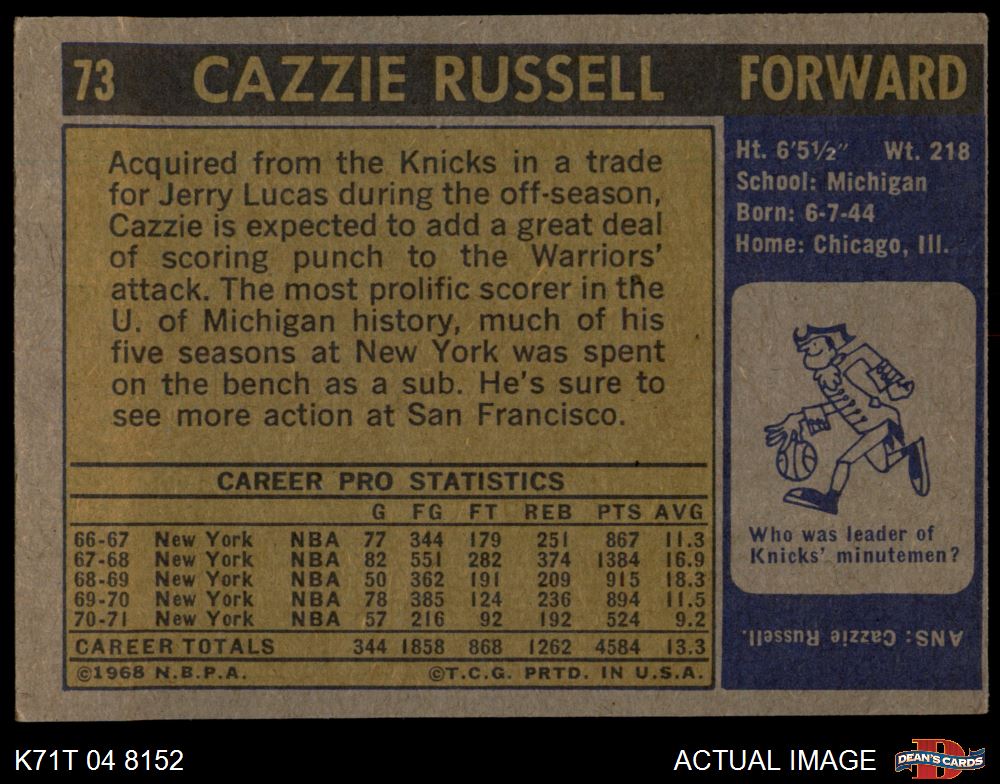 73 CAZZIE RUSSELL FORWARD
Acquired from the Knicks in a trade
for Jerry Lucas during the off-season,
Cazzie is expected to add a great deal
of scoring punch to the Warriors'
attack. The most prolific scorer in the
U. of Michigan history, much of his
five seasons at New York was spent
on the bench as a sub. He's sure to
see more action at San Francisco.
CAREER PRO STATISTICS
G FG FT REB PTS AVG
66-67 New York NBA 77 344 179 251 867 11.3
67-68 New York NBA 82 551 282 374 1384 16.9
68-69 New York NBA 50 362 191 209 915 18.3
69-70 New York NBA 78 385 124 236 894 11.5
70-71 New York NBA 57 216 92 192 524 9.2
CAREER TOTALS 344 1858 868 1262 4584 13.3
©1968 N.B.P.A. ©T.C.G. PRTD. IN U.S.A.
Ht. 6'5½" Wt. 218
School: Michigan
Born: 6-7-44
Home: Chicago, Ill.
Who was leader of
Knicks' minutemen?
ANS: Cazzie Russell.
K71T 04 8152 ACTUAL IMAGE
D
DEAN'S CARDS